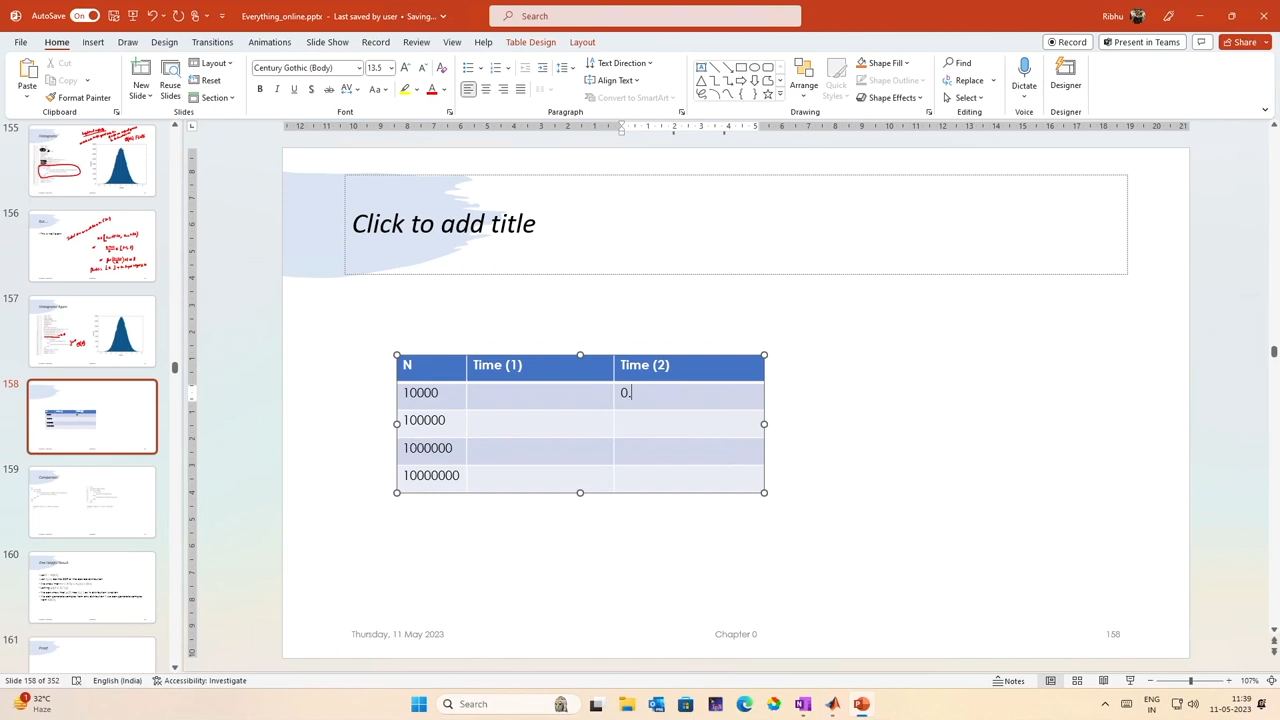 AutoSave On Everything_online.pptx • Last saved by user • Saving... Search Ribhu
File Home Insert Draw Design Transitions Animations Slide Show Record Review View Help Table Design Layout Record Present in Teams Share
Paste Cut Copy Format Painter Clipboard
New Slides Reuse Slides Layout Reset Section Slides
Century Gothic (Body) 13.5 Font
Text Direction Align Text Convert to SmartArt Paragraph
Arrange Quick Styles Shape Fill Shape Outline Shape Effects Drawing
Find Replace Select Editing
Dictate Voice
Designer Designer
155
156
157
158
159
160
161
Click to add title
N Time (1) Time (2)
10000 0.
100000
1000000
10000000
Thursday, 11 May 2023 Chapter 0 158
Slide 158 of 352 English (India) Accessibility: Investigate Notes 107%
1 32°C Haze Search ENG IN 11:39 11-05-2023